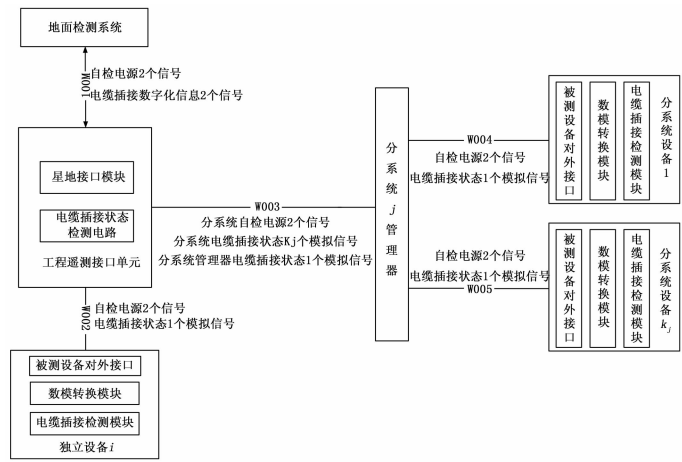 地面检测系统
W001
自检电源2个信号
电缆插接数字化信息2个信号
星地接口模块
电缆插接状态
检测电路
工程遥测接口单元
W002
自检电源2个信号
电缆插接状态1个模拟信号
被测设备对外接口
数模转换模块
电缆插接检测模块
独立设备i
W003
分系统自检电源2个信号
分系统电缆插接状态Kj个模拟信号
分系统管理器电缆插接状态1个模拟信号
分系统j管理器
W004
自检电源2个信号
电缆插接状态1个模拟信号
被测设备对外接口
数模转换模块
电缆插接检测模块
分系统设备1
自检电源2个信号
电缆插接状态1个模拟信号
W005
被测设备对外接口
数模转换模块
电缆插接检测模块
分系统设备kj